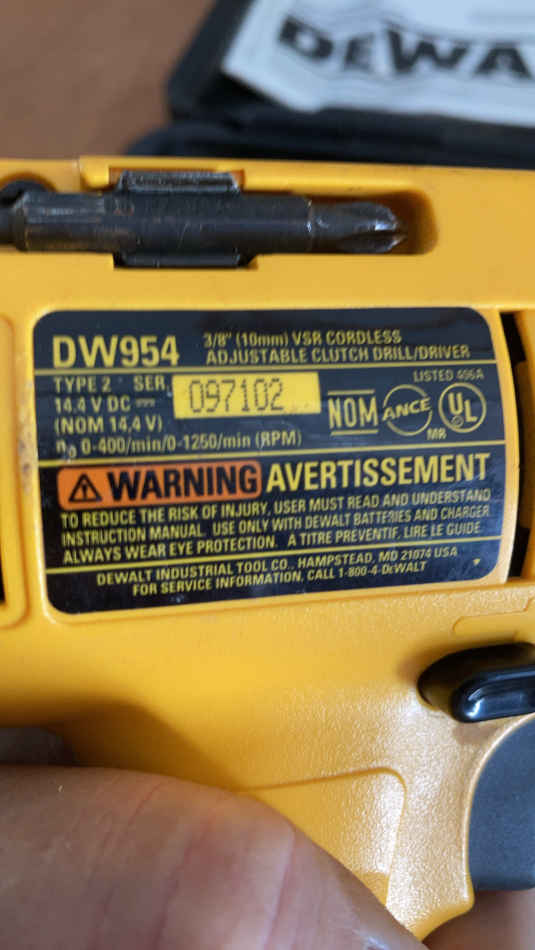 DEWA
DW954 3/8" (10mm) VSR CORDLESS
ADJUSTABLE CLUTCH DRILL/DRIVER
TYPE 2 SER. 097102
LISTED 406A
14.4 V DC ⎓
(NOM 14.4 V)
NOM ANCE UL
MR
n₀ 0-400/min/0-1250/min (RPM)
⚠ WARNING AVERTISSEMENT
TO REDUCE THE RISK OF INJURY, USER MUST READ AND UNDERSTAND
INSTRUCTION MANUAL. USE ONLY WITH DEWALT BATTERIES AND CHARGER.
ALWAYS WEAR EYE PROTECTION. A TITRE PREVENTIF, LIRE LE GUIDE.
DEWALT INDUSTRIAL TOOL CO., HAMPSTEAD, MD 21074 USA
FOR SERVICE INFORMATION, CALL 1-800-4-DEWALT